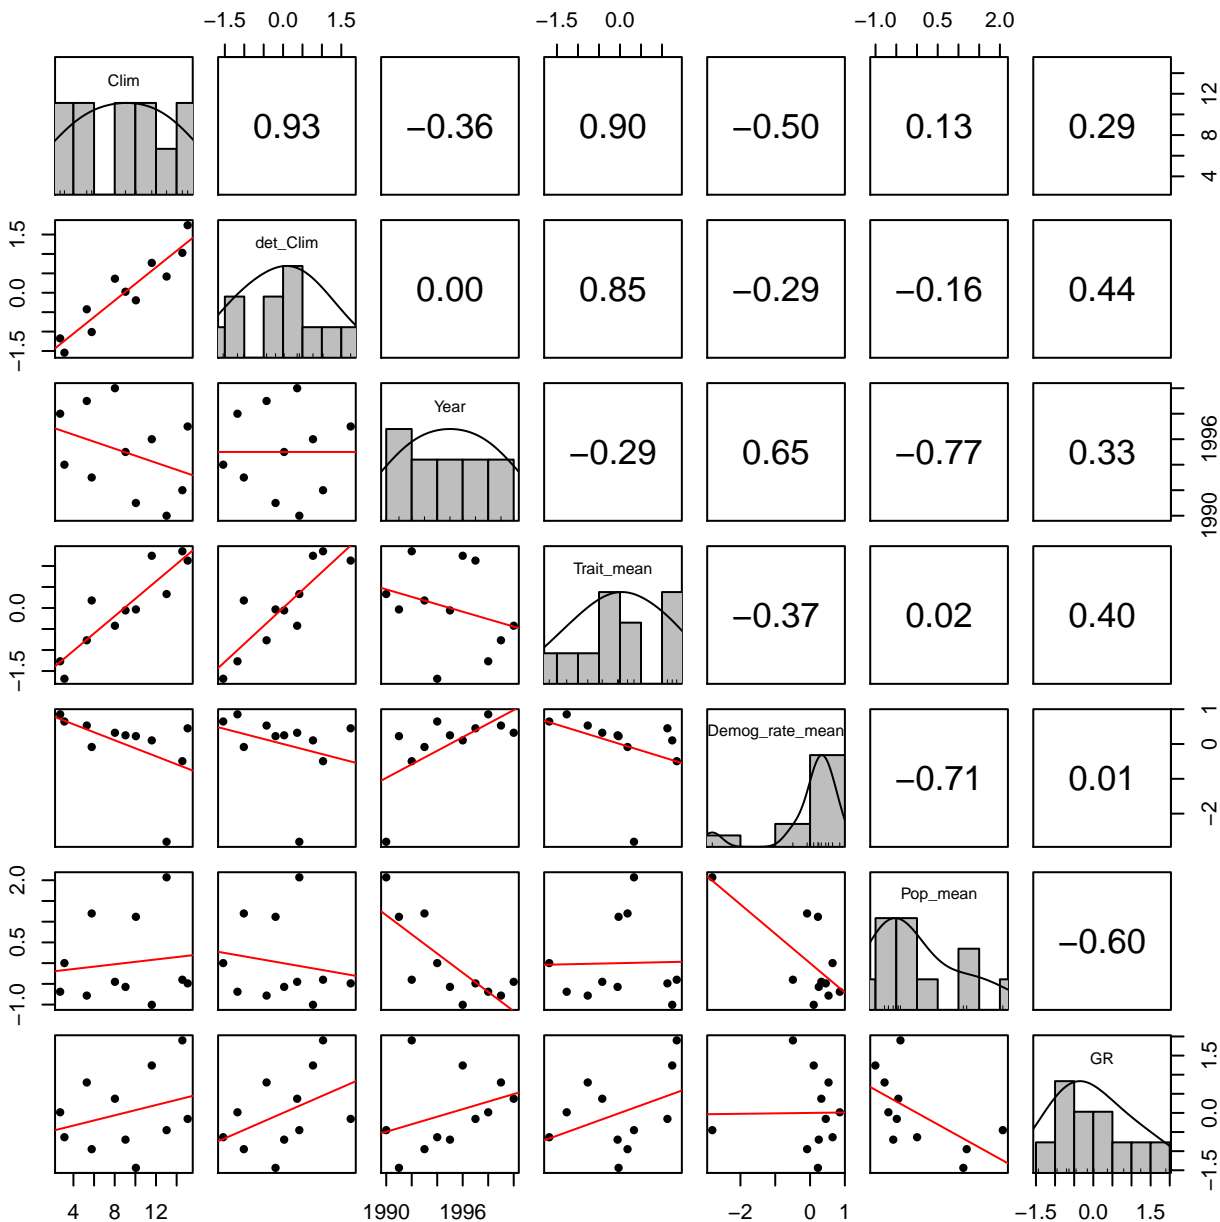 −1.5 0.0 1.5 −1.5 0.0 −1.0 0.5 2.0
Clim 0.93 −0.36 0.90 −0.50 0.13 0.29 4 8 12
−1.5 0.0 1.5 det_Clim 0.00 0.85 −0.29 −0.16 0.44
Year −0.29 0.65 −0.77 0.33 1990 1996
−1.5 0.0 Trait_mean −0.37 0.02 0.40
Demog_rate_mean −0.71 0.01 −2 0 1
−1.0 0.5 2.0 Pop_mean −0.60
GR −1.5 0.0 1.5
4 8 12 1990 1996 −2 0 1 −1.5 0.0 1.5